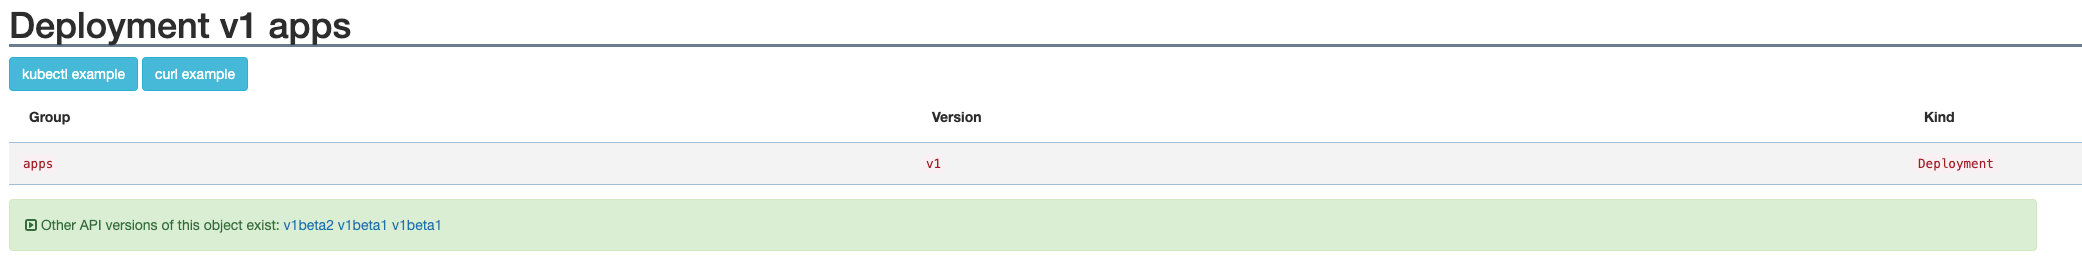 Deployment v1 apps
kubectl example curl example
Group Version Kind
apps v1 Deployment
Other API versions of this object exist: v1beta2 v1beta1 v1beta1